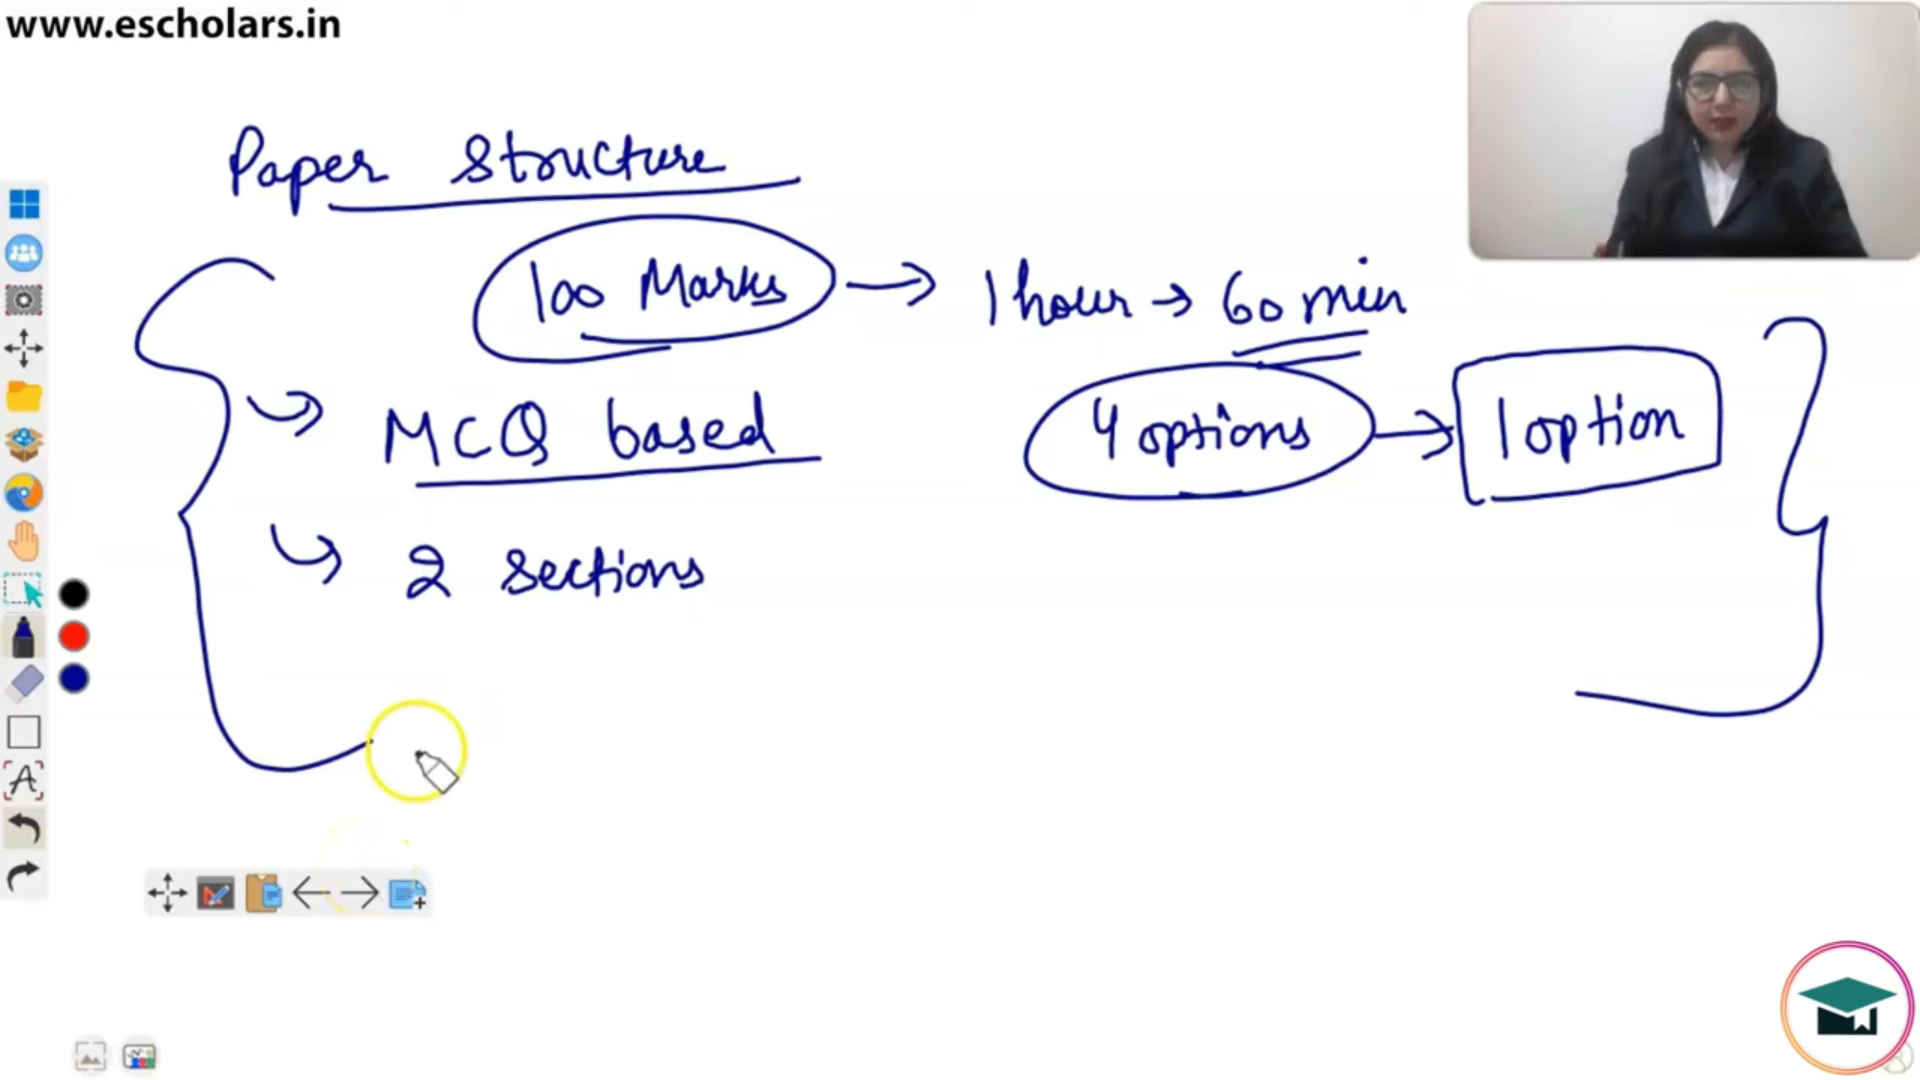 www.escholars.in
Paper Structure
100 Marks → 1 hour → 60 min
MCQ based 4 options → 1 option
2 sections